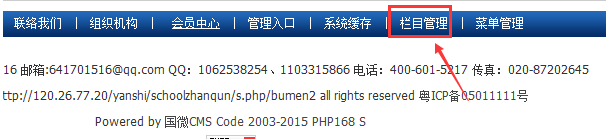 联络我们 | 组织机构 | 会员中心 | 管理入口 | 系统缓存 | 栏目管理 | 菜单管理
16 邮箱:641701516@qq.com QQ：1062538254、1103315866 电话：400-601-5217 传真：020-87202645
ttp://120.26.77.20/yanshi/schoolzhanqun/s.php/bumen2 all rights reserved 粤ICP备05011111号
Powered by 国微CMS Code 2003-2015 PHP168 S